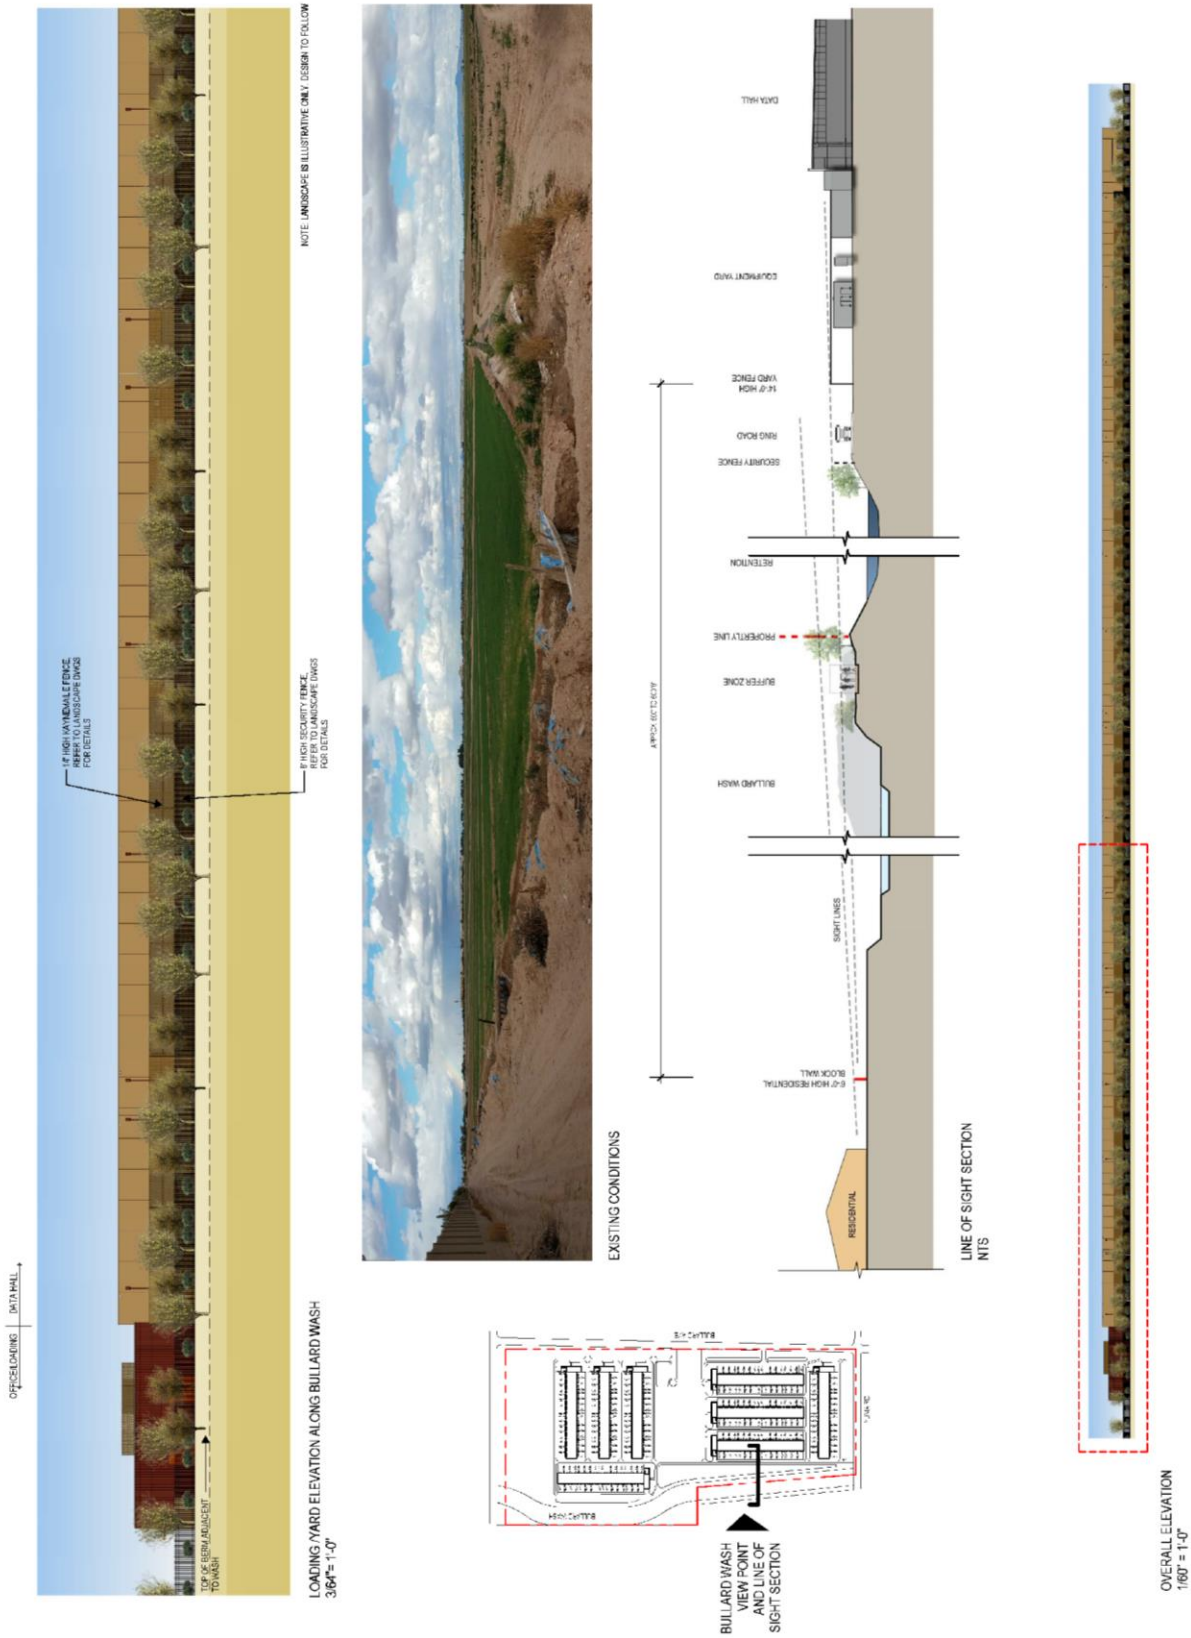 OFFICE/LOADING
DATA HALL
14' HIGH KAYNEMAILE FENCE,
REFER TO LANDSCAPE DWGS
FOR DETAILS
8' HIGH SECURITY FENCE,
REFER TO LANDSCAPE DWGS
FOR DETAILS
TOP OF BERM ADJACENT
TO WASH
NOTE: LANDSCAPE IS ILLUSTRATIVE ONLY. DESIGN TO FOLLOW
LOADING /YARD ELEVATION ALONG BULLARD WASH
3/64" = 1'-0"
EXISTING CONDITIONS
BULLARD AVE
BULLARD WASH
BULLARD WASH
VIEW POINT
AND LINE OF
SIGHT SECTION
RESIDENTIAL
6'-0" HIGH RESIDENTIAL
BLOCK WALL
SIGHT LINES
BULLARD WASH
BUFFER ZONE
PROPERTLY LINE
RETENTION
SECURITY FENCE
RING ROAD
14'-0" HIGH
YARD FENCE
EQUIPMENT YARD
DATA HALL
LINE OF SIGHT SECTION
NTS
OVERALL ELEVATION
1/60" = 1'-0"